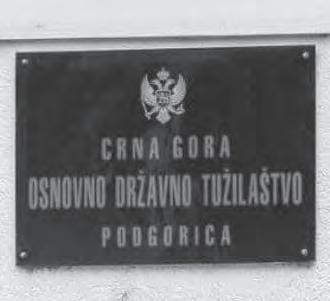 CRNA GORA
OSNOVNO DRŽAVNO TUŽILAŠTVO
PODGORICA